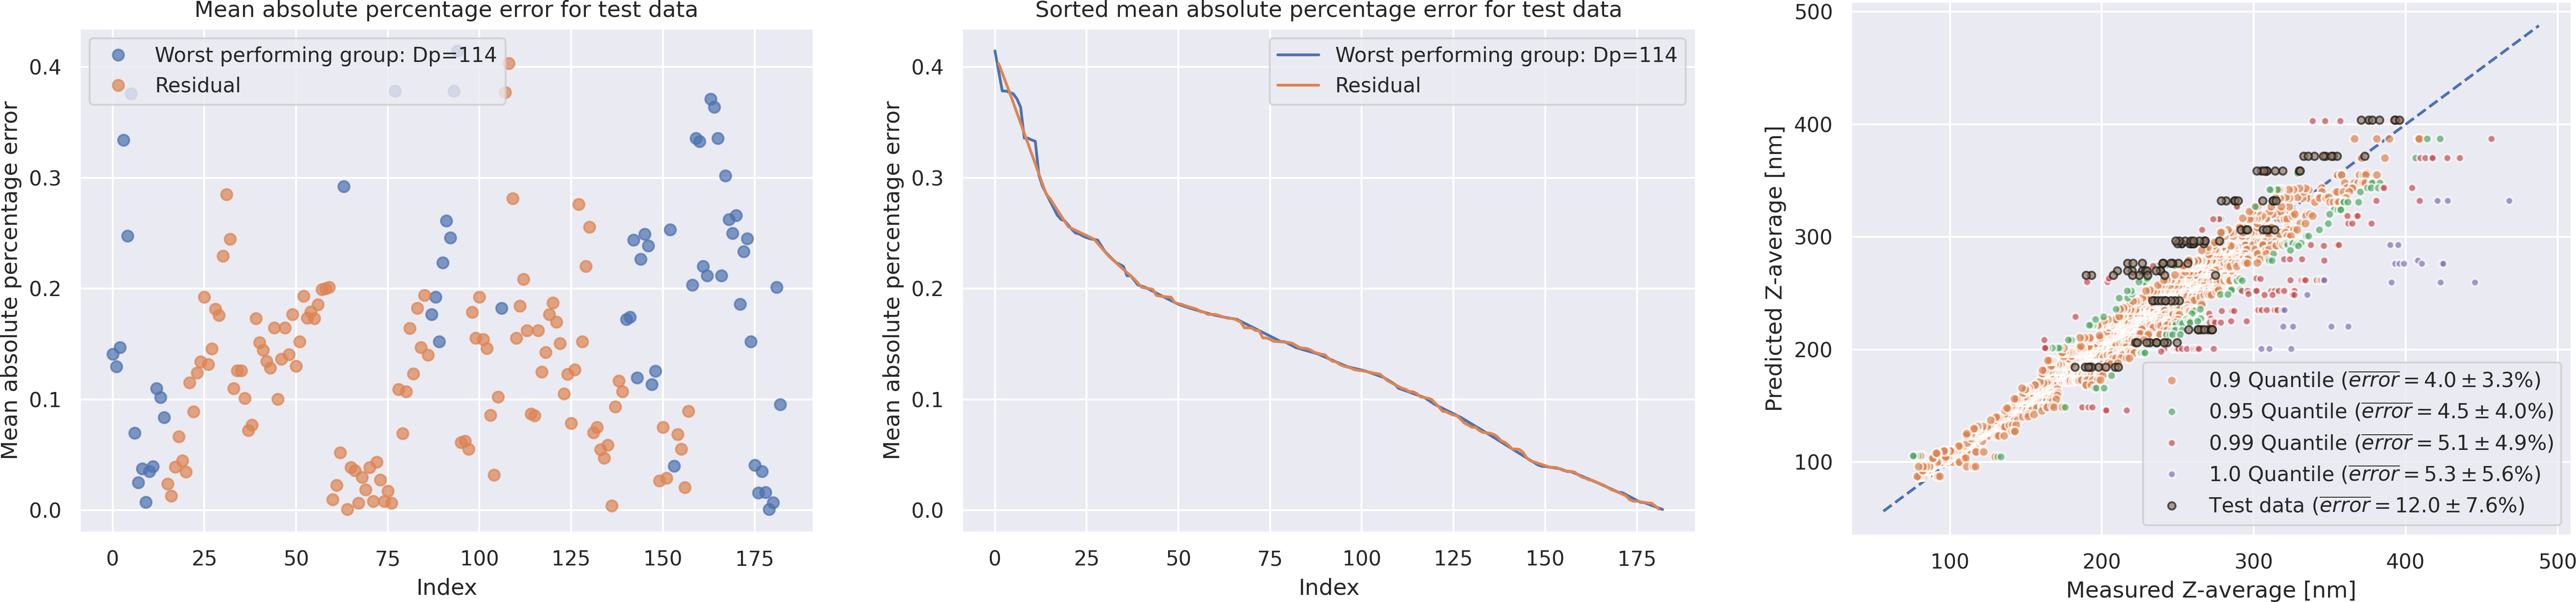 Mean absolute percentage error for test data
Mean absolute percentage error
0.4
0.3
0.2
0.1
0.0
Worst performing group: Dp=114
Residual
0 25 50 75 100 125 150 175
Index
Sorted mean absolute percentage error for test data
Mean absolute percentage error
0.4
0.3
0.2
0.1
0.0
Worst performing group: Dp=114
Residual
0 25 50 75 100 125 150 175
Index
Predicted Z-average [nm]
500
400
300
200
100
0.9 Quantile (error = 4.0 ± 3.3%)
0.95 Quantile (error = 4.5 ± 4.0%)
0.99 Quantile (error = 5.1 ± 4.9%)
1.0 Quantile (error = 5.3 ± 5.6%)
Test data (error = 12.0 ± 7.6%)
100 200 300 400 500
Measured Z-average [nm]